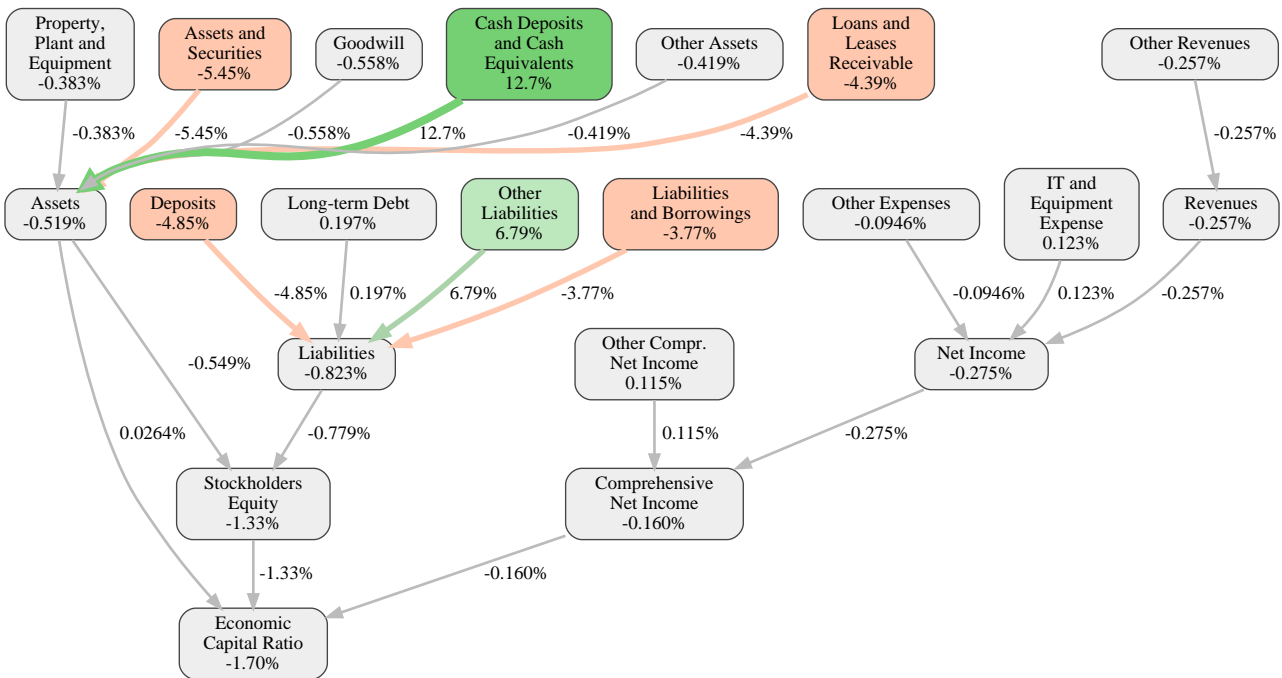 Property,
Plant and
Equipment
-0.383%
Assets and
Securities
-5.45%
Goodwill
-0.558%
Cash Deposits
and Cash
Equivalents
12.7%
Other Assets
-0.419%
Loans and
Leases
Receivable
-4.39%
Other Revenues
-0.257%
-0.383%
-5.45%
-0.558%
12.7%
-0.419%
-4.39%
-0.257%
Assets
-0.519%
Deposits
-4.85%
Long-term Debt
0.197%
Other
Liabilities
6.79%
Liabilities
and Borrowings
-3.77%
Other Expenses
-0.0946%
IT and
Equipment
Expense
0.123%
Revenues
-0.257%
-4.85%
0.197%
6.79%
-3.77%
-0.0946%
0.123%
-0.257%
Liabilities
-0.823%
Other Compr.
Net Income
0.115%
Net Income
-0.275%
-0.549%
0.0264%
-0.779%
0.115%
-0.275%
Stockholders
Equity
-1.33%
Comprehensive
Net Income
-0.160%
-1.33%
-0.160%
Economic
Capital Ratio
-1.70%